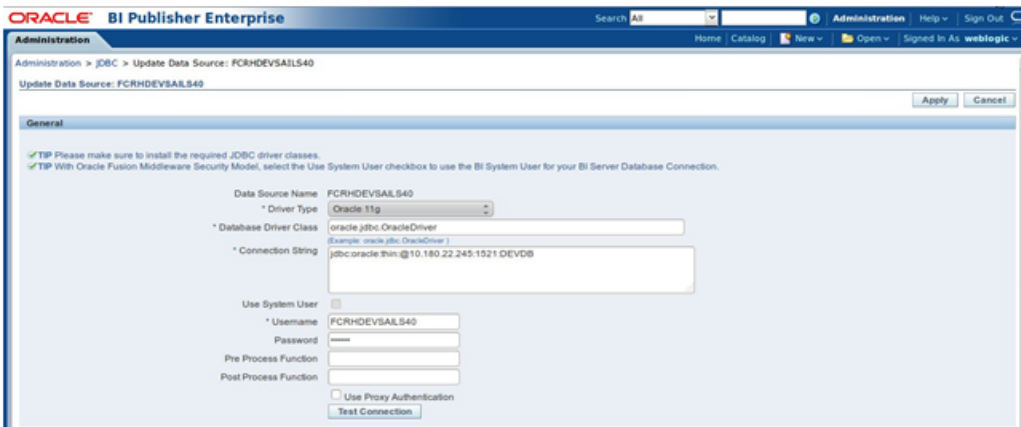 ORACLE BI Publisher Enterprise Search All Administration Help Sign Out
Administration Home Catalog New Open Signed In As weblogic
Administration > JDBC > Update Data Source: FCRHDEVSAILS40
Update Data Source: FCRHDEVSAILS40
Apply Cancel
General
TIP Please make sure to install the required JDBC driver classes.
TIP With Oracle Fusion Middleware Security Model, select the Use System User checkbox to use the BI System User for your BI Server Database Connection.
Data Source Name FCRHDEVSAILS40
* Driver Type Oracle 11g
* Database Driver Class oracle.jdbc.OracleDriver
(Example: oracle.jdbc.OracleDriver )
* Connection String jdbc:oracle:thin:@10.180.22.245:1521:DEVDB
Use System User
* Username FCRHDEVSAILS40
Password
Pre Process Function
Post Process Function
Use Proxy Authentication
Test Connection